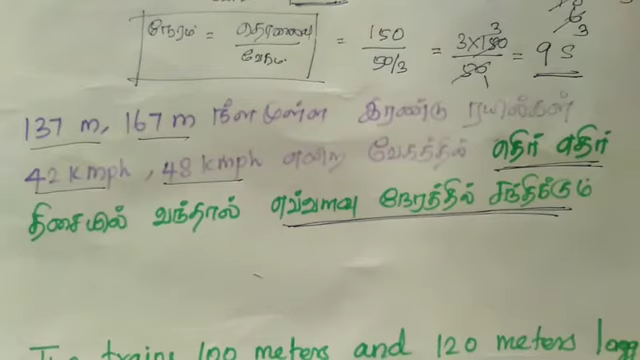 நேரம் = தொலைவு / வேகம் = 150 / 50/3 = 3×150 / 50 = 9 s
137 m, 167 m நீளமுள்ள இரண்டு ரயில்கள்
42 kmph, 48 kmph என்ற வேகத்தில் எதிர் எதிர்
திசையில் வந்தால் எவ்வளவு நேரத்தில் சந்திக்கும்
trains 100 meters and 120 meters long